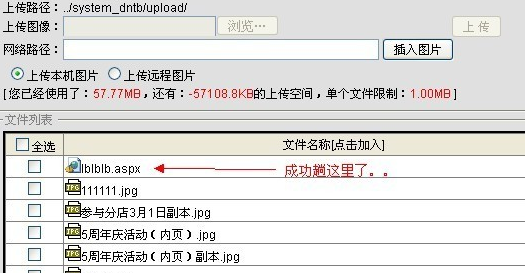 上传路径：../system_dntb/upload/
上传图像： 浏览… 上 传
网络路径： 插入图片
上传本机图片 上传远程图片
[您已经使用了：57.77MB，还有：-57108.8KB的上传空间，单个文件限制：1.00MB ]
文件列表
全选 文件名称[点击加入]
lblblb.aspx 成功趟这里了。。
111111.jpg
参与分店3月1日副本.jpg
5周年庆活动（内页）.jpg
5周年庆活动（内页）副本.jpg